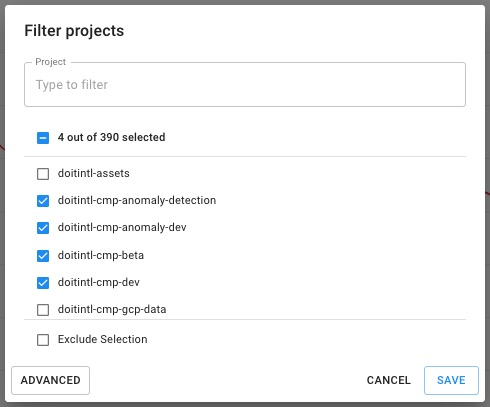 Filter projects
Project
Type to filter
4 out of 390 selected
doitintl-assets
doitintl-cmp-anomaly-detection
doitintl-cmp-anomaly-dev
doitintl-cmp-beta
doitintl-cmp-dev
doitintl-cmp-gcp-data
Exclude Selection
ADVANCED CANCEL SAVE